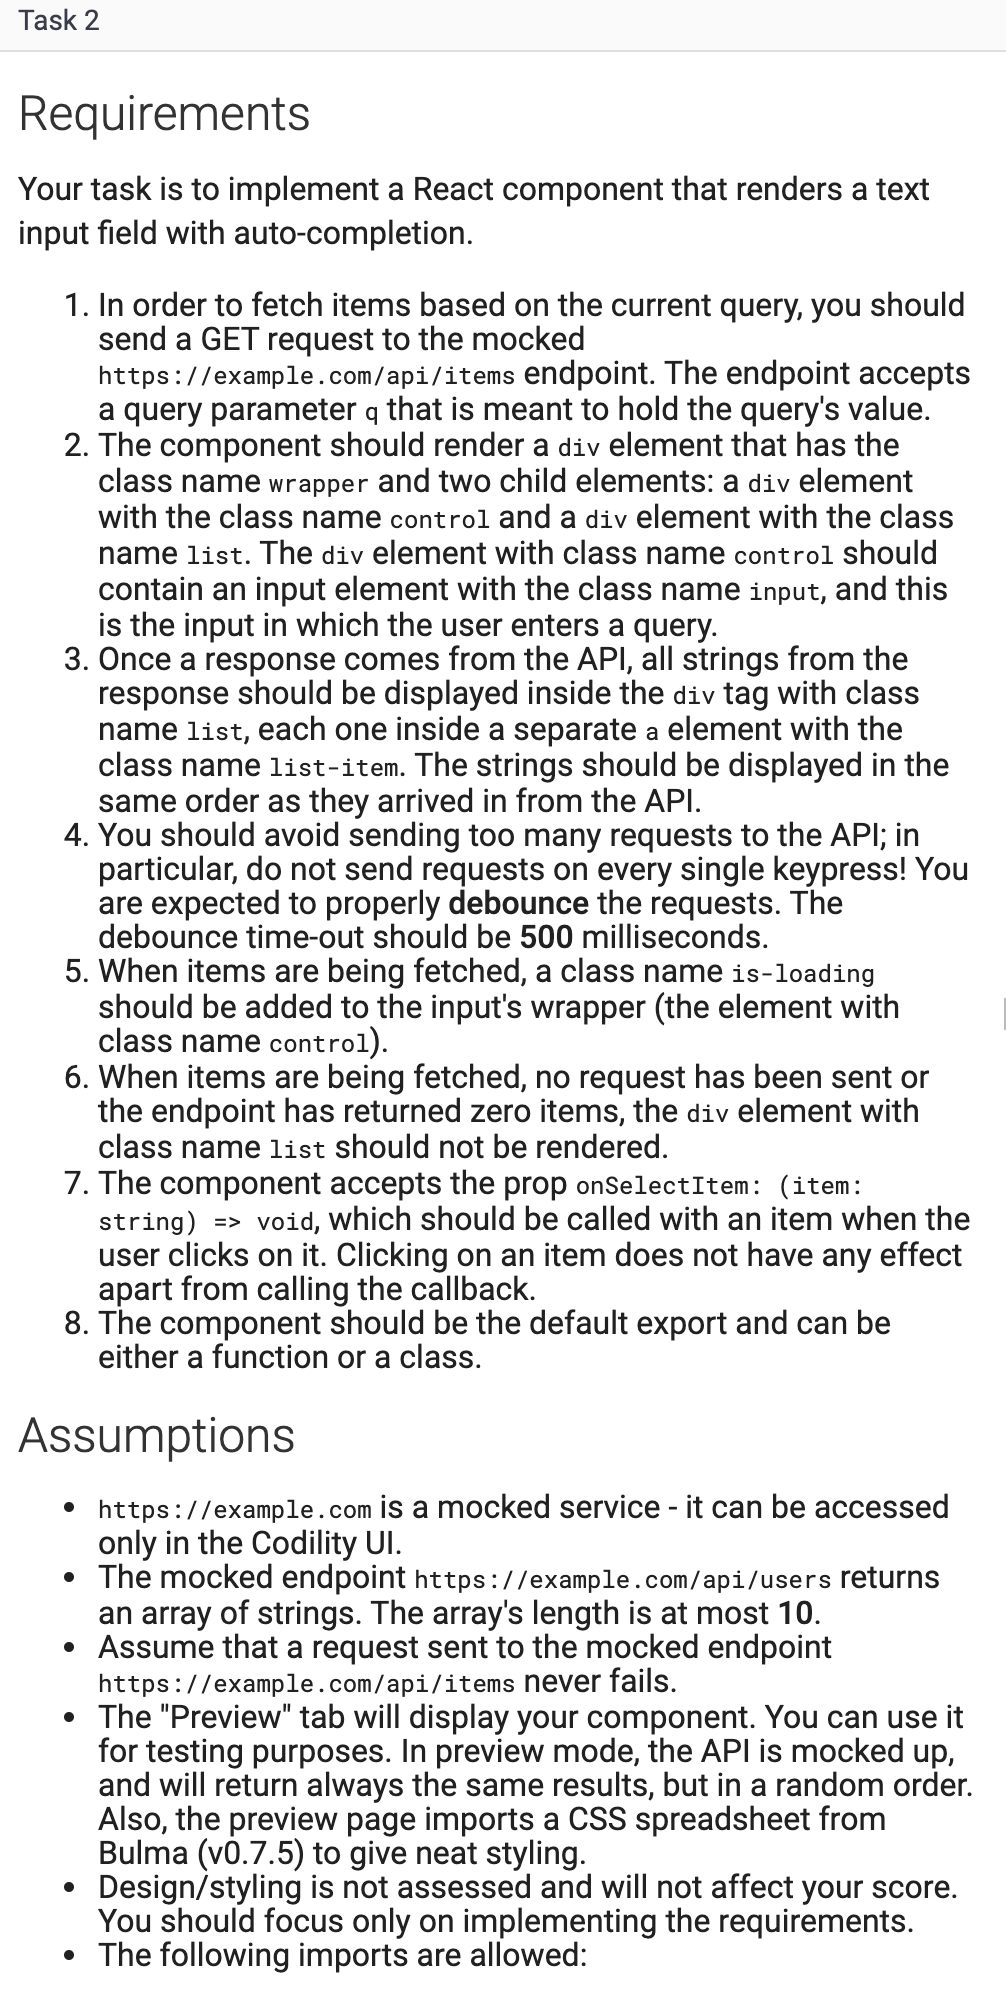 Task 2
Requirements
Your task is to implement a React component that renders a text
input field with auto-completion.
1. In order to fetch items based on the current query, you should
send a GET request to the mocked
https://example.com/api/items endpoint. The endpoint accepts
a query parameter q that is meant to hold the query's value.
2. The component should render a div element that has the
class name wrapper and two child elements: a div element
with the class name control and a div element with the class
name list. The div element with class name control should
contain an input element with the class name input, and this
is the input in which the user enters a query.
3. Once a response comes from the API, all strings from the
response should be displayed inside the div tag with class
name list, each one inside a separate a element with the
class name list-item. The strings should be displayed in the
same order as they arrived in from the API.
4. You should avoid sending too many requests to the API; in
particular, do not send requests on every single keypress! You
are expected to properly debounce the requests. The
debounce time-out should be 500 milliseconds.
5. When items are being fetched, a class name is-loading
should be added to the input's wrapper (the element with
class name control).
6. When items are being fetched, no request has been sent or
the endpoint has returned zero items, the div element with
class name list should not be rendered.
7. The component accepts the prop onSelectItem: (item:
string) => void, which should be called with an item when the
user clicks on it. Clicking on an item does not have any effect
apart from calling the callback.
8. The component should be the default export and can be
either a function or a class.
Assumptions
• https://example.com is a mocked service - it can be accessed
only in the Codility UI.
• The mocked endpoint https://example.com/api/users returns
an array of strings. The array's length is at most 10.
• Assume that a request sent to the mocked endpoint
https://example.com/api/items never fails.
• The "Preview" tab will display your component. You can use it
for testing purposes. In preview mode, the API is mocked up,
and will return always the same results, but in a random order.
Also, the preview page imports a CSS spreadsheet from
Bulma (v0.7.5) to give neat styling.
• Design/styling is not assessed and will not affect your score.
You should focus only on implementing the requirements.
• The following imports are allowed: